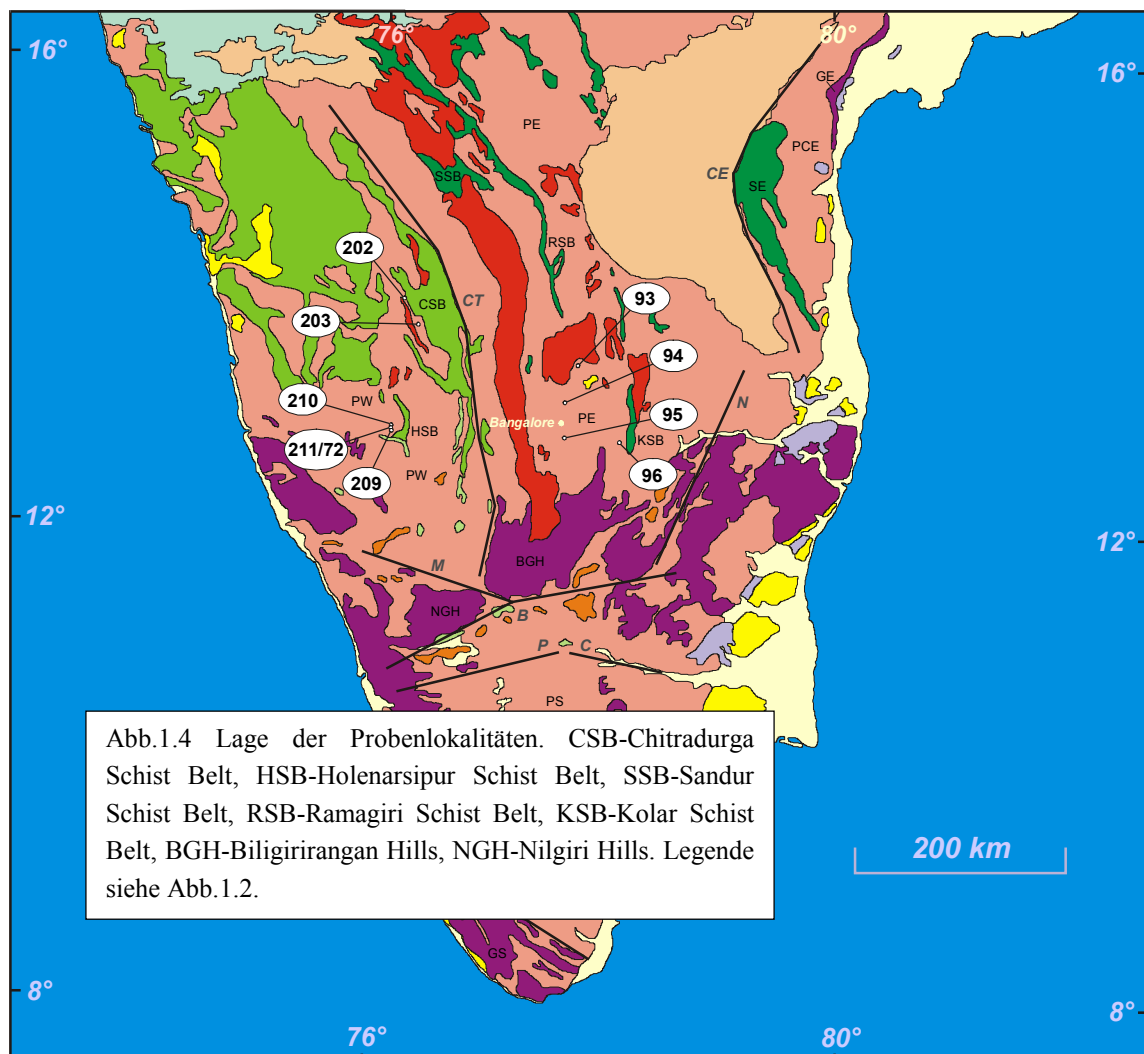 76°
80°
16°
16°
GE
PE
PCE
CE
SE
SSB
RSB
202
CSB
CT
93
203
94
PW
210
N
HSB
Bangalore
PE
95
KSB
211/72
PW
209
96
12°
12°
BGH
M
NGH
B
P
C
PS
Abb.1.4 Lage der Probenlokalitäten. CSB-Chitradurga
Schist Belt, HSB-Holenarsipur Schist Belt, SSB-Sandur
Schist Belt, RSB-Ramagiri Schist Belt, KSB-Kolar Schist
Belt, BGH-Biligirirangan Hills, NGH-Nilgiri Hills. Legende
siehe Abb.1.2.
200 km
GS
8°
8°
76°
80°